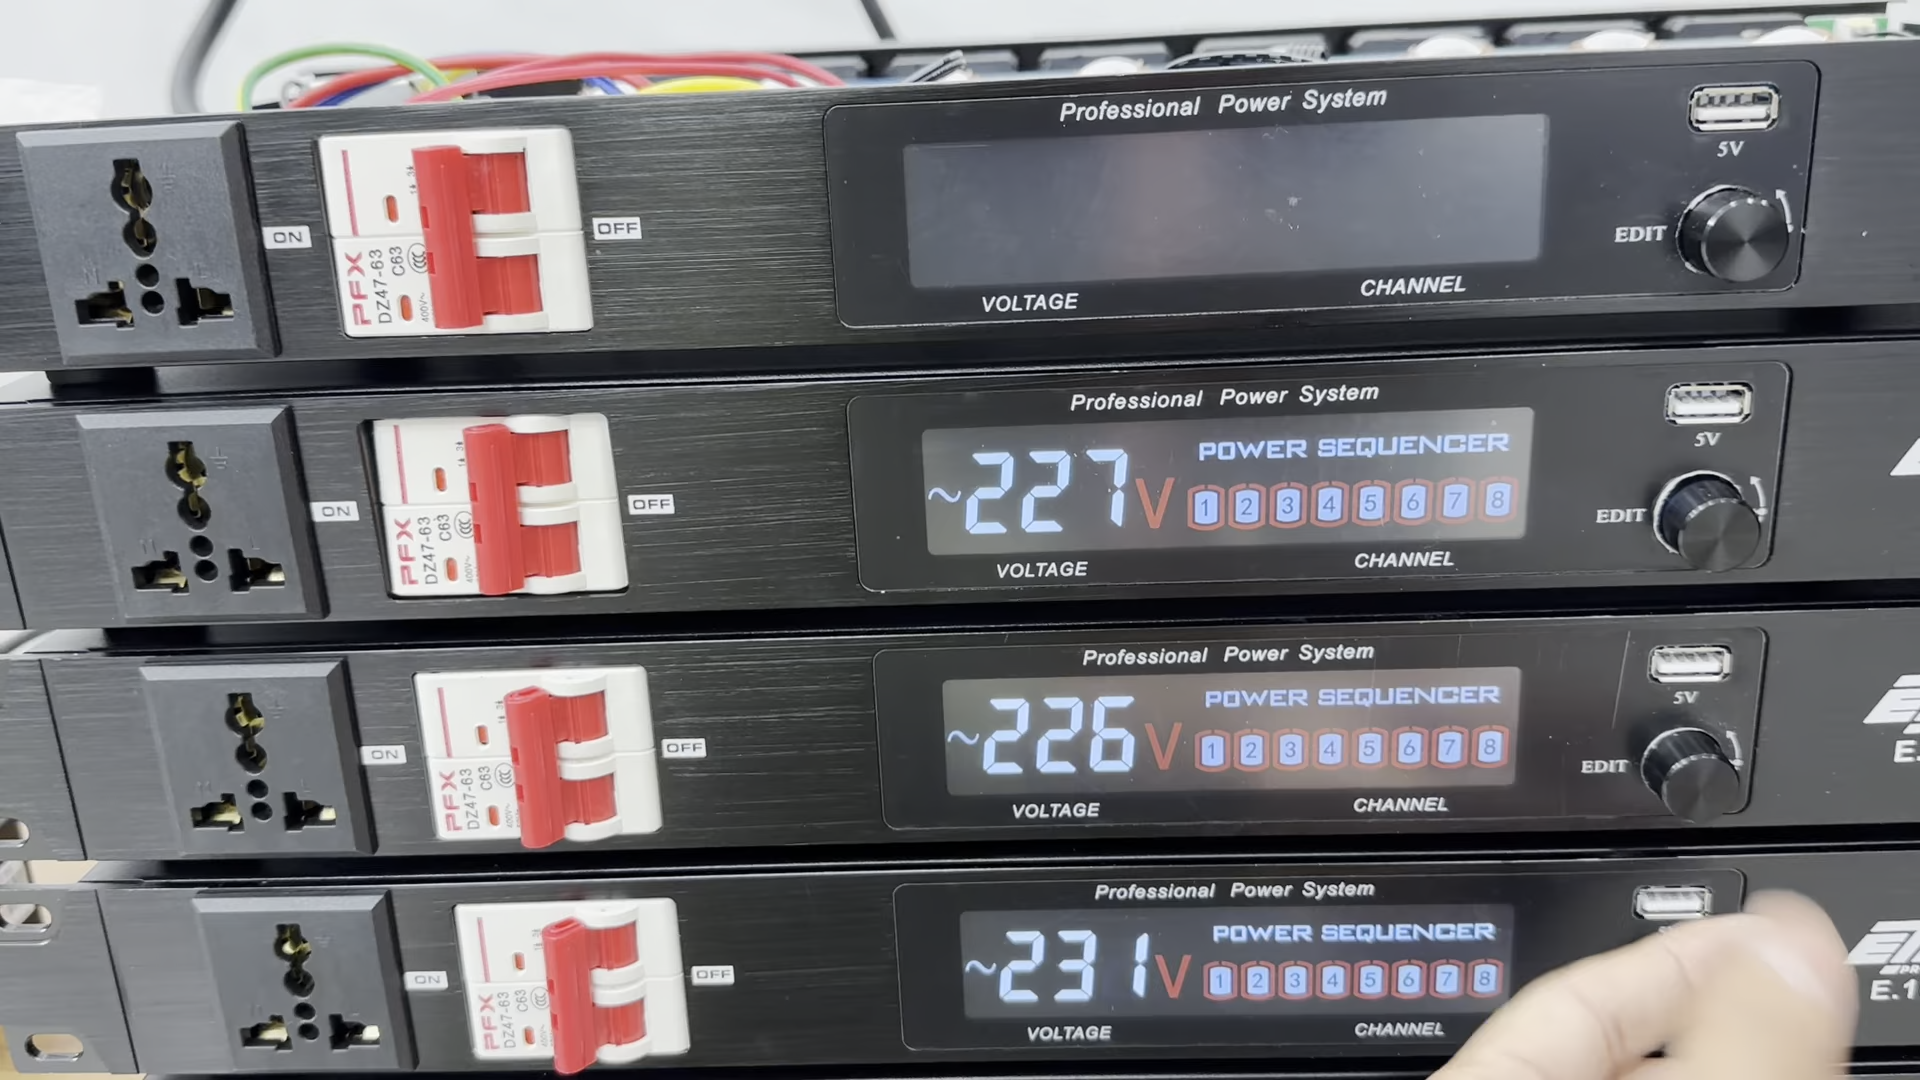 Professional Power System
5V
ON
OFF
EDIT
PFX
DZ47-63
C63
400V~
VOLTAGE
CHANNEL
Professional Power System
5V
POWER SEQUENCER
~227V
1 2 3 4 5 6 7 8
ON
OFF
EDIT
PFX
DZ47-63
C63
400V~
VOLTAGE
CHANNEL
Professional Power System
5V
POWER SEQUENCER
~226V
1 2 3 4 5 6 7 8
ON
OFF
EDIT
PFX
DZ47-63
C63
400V~
VOLTAGE
CHANNEL
Professional Power System
POWER SEQUENCER
~231V
1 2 3 4 5 6 7 8
ON
OFF
PFX
DZ47-63
C63
VOLTAGE
CHANNEL